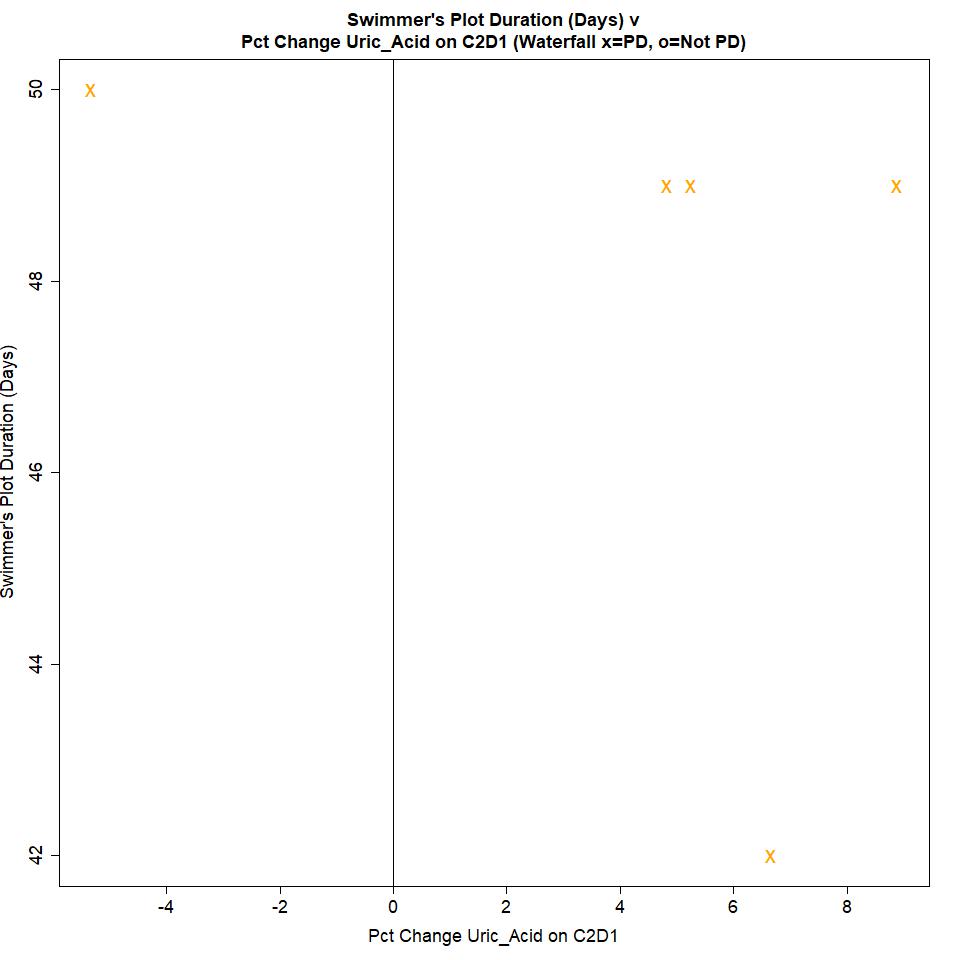 Swimmer's Plot Duration (Days) v
Pct Change Uric_Acid on C2D1 (Waterfall x=PD, o=Not PD)
Swimmer's Plot Duration (Days)
50
48
46
44
42
X
X X X
X
-4 -2 0 2 4 6 8
Pct Change Uric_Acid on C2D1